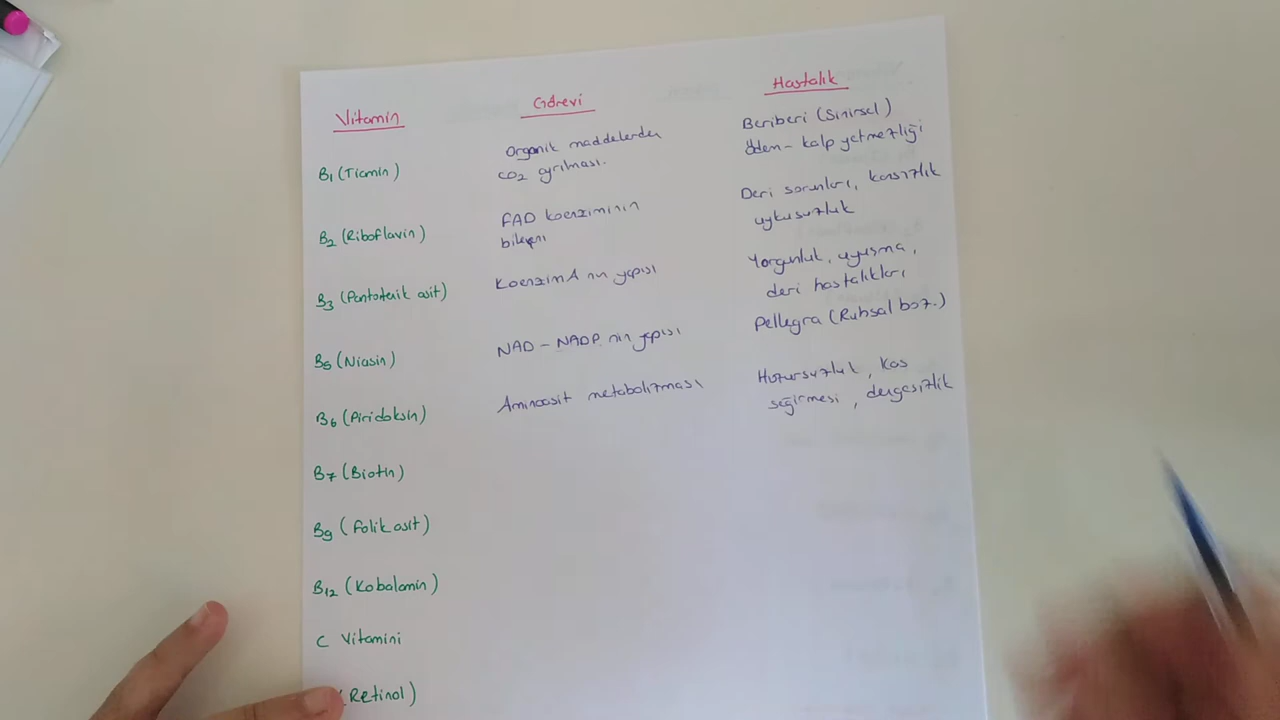 Vitamin Görevi Hastalık
B1 (Tiamin) Organik maddelerden Beriberi (Sinirsel)
CO2 ayrılması. Ödem - kalp yetmezliği
B2 (Riboflavin) FAD koenziminin Deri sorunları, kansızlık
bileşeni uykusuzluk
B3 (Pantotenik asit) KoenzimA nın yapısı Yorgunluk, uyuşma,
deri hastalıkları
B5 (Niasin) NAD - NADP nin yapısı Pellegra (Ruhsal boz.)
B6 (Piridoksin) Aminoasit metabolizması Huzursuzluk, kas
seğirmesi, dengesizlik
B7 (Biotin)
B9 (Folik asit)
B12 (Kobalamin)
C Vitamini
(Retinol)